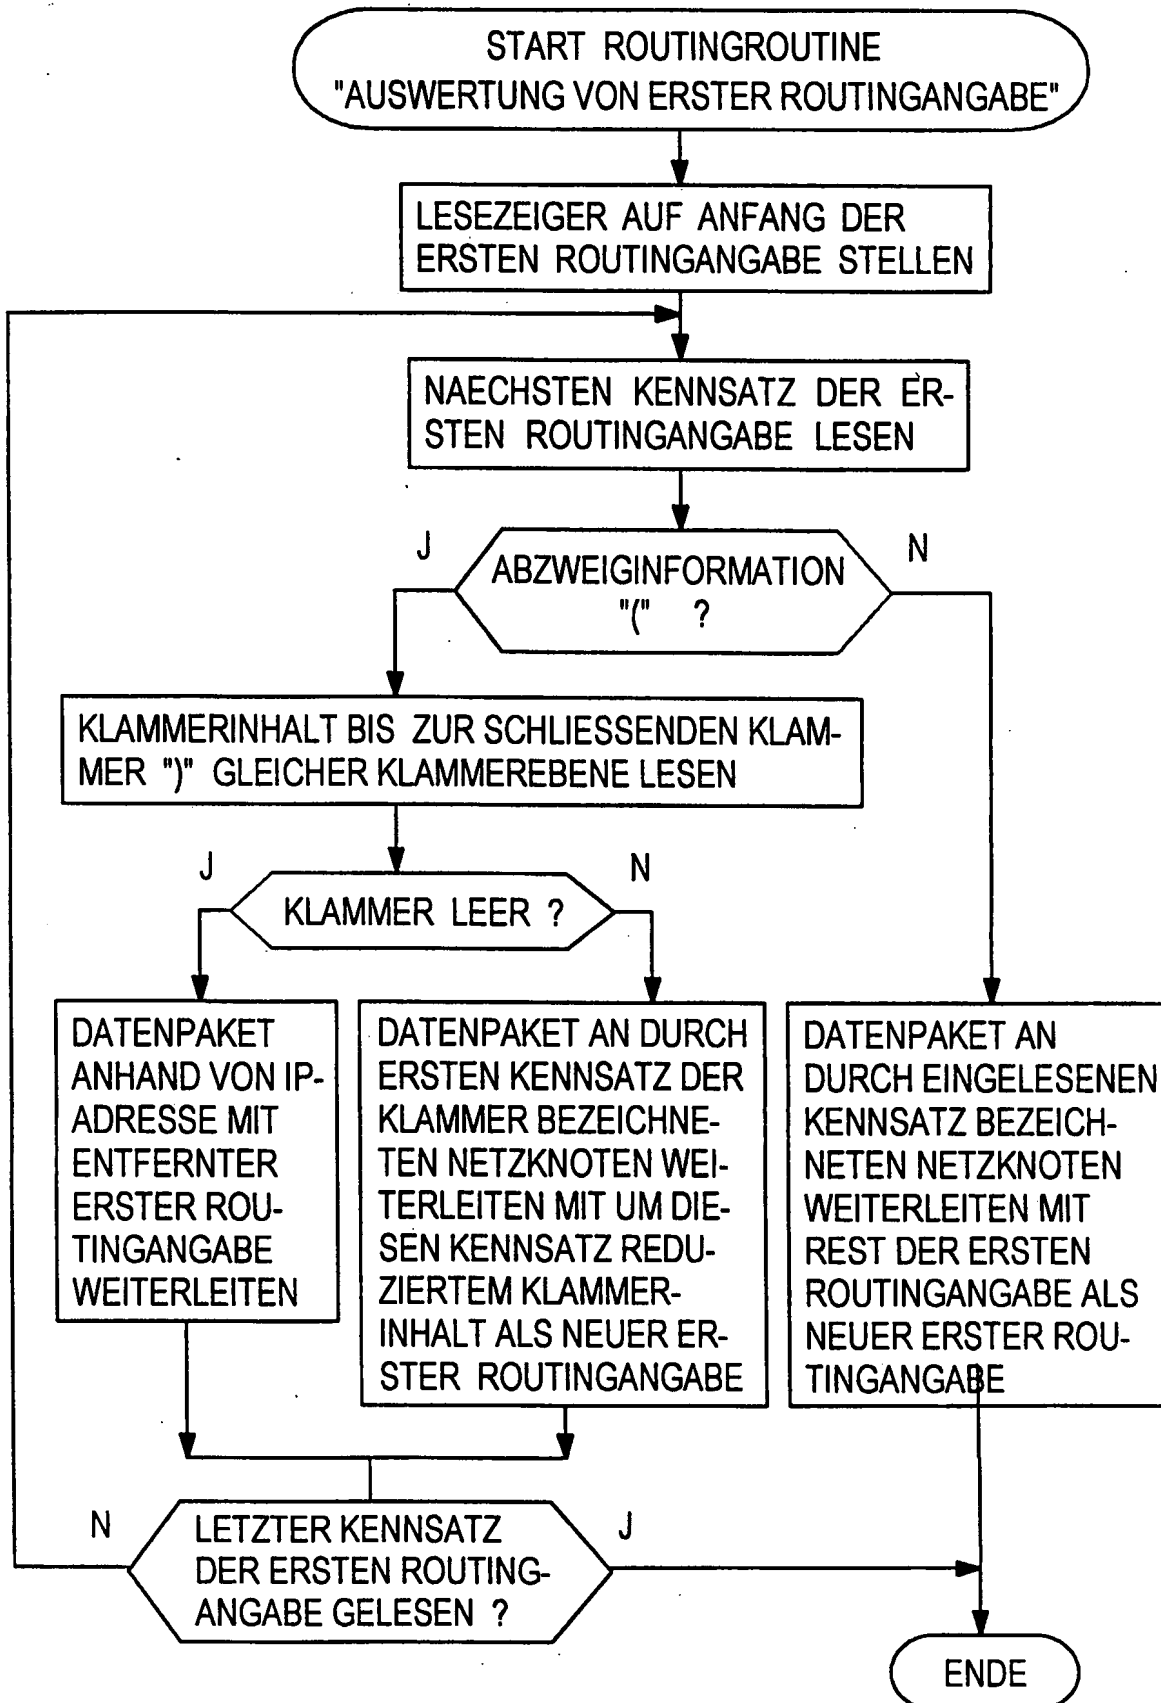 START ROUTINGROUTINE
"AUSWERTUNG VON ERSTER ROUTINGANGABE"
LESEZEIGER AUF ANFANG DER
ERSTEN ROUTINGANGABE STELLEN
NAECHSTEN KENNSATZ DER ER-
STEN ROUTINGANGABE LESEN
J
N
ABZWEIGINFORMATION
"(" ?
KLAMMERINHALT BIS ZUR SCHLIESSENDEN KLAM-
MER ")" GLEICHER KLAMMEREBENE LESEN
J
N
KLAMMER LEER ?
DATENPAKET
ANHAND VON IP-
ADRESSE MIT
ENTFERNTER
ERSTER ROU-
TINGANGABE
WEITERLEITEN
DATENPAKET AN DURCH
ERSTEN KENNSATZ DER
KLAMMER BEZEICHNE-
TEN NETZKNOTEN WEI-
TERLEITEN MIT UM DIE-
SEN KENNSATZ REDU-
ZIERTEM KLAMMER-
INHALT ALS NEUER ER-
STER ROUTINGANGABE
DATENPAKET AN
DURCH EINGELESENEN
KENNSATZ BEZEICH-
NETEN NETZKNOTEN
WEITERLEITEN MIT
REST DER ERSTEN
ROUTINGANGABE ALS
NEUER ERSTER ROU-
TINGANGABE
N
J
LETZTER KENNSATZ
DER ERSTEN ROUTING-
ANGABE GELESEN ?
ENDE